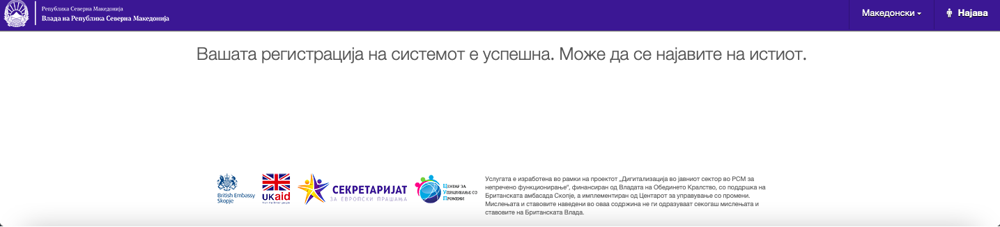 Република Северна Македонија
Влада на Република Северна Македонија
Македонски
Најава
Вашата регистрација на системот е успешна. Може да се најавите на истиот.
British Embassy
Skopje
UKaid
from the British people
СЕКРЕТАРИЈАТ
ЗА ЕВРОПСКИ ПРАШАЊА
ЦЕНТАР ЗА
УПРАВУВАЊЕ СО
ПРОМЕНИ
Услугата е изработена во рамки на проектот „Дигитализација во јавниот сектор во РСМ за
непречено функционирање“, финансиран од Владата на Обединето Кралство, со поддршка на
Британската амбасада Скопје, а имплементиран од Центарот за управување со промени.
Мислењата и ставовите наведени во оваа содржина не ги одразуваат секогаш мислењата и
ставовите на Британската Влада.